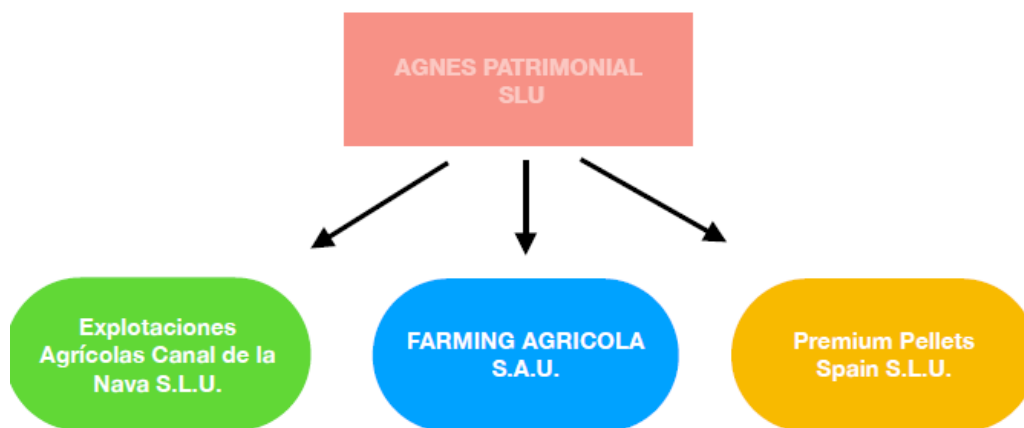 AGNES PATRIMONIAL
SLU
Explotaciones
Agrícolas Canal de la
Nava S.L.U.
FARMING AGRICOLA
S.A.U.
Premium Pellets
Spain S.L.U.